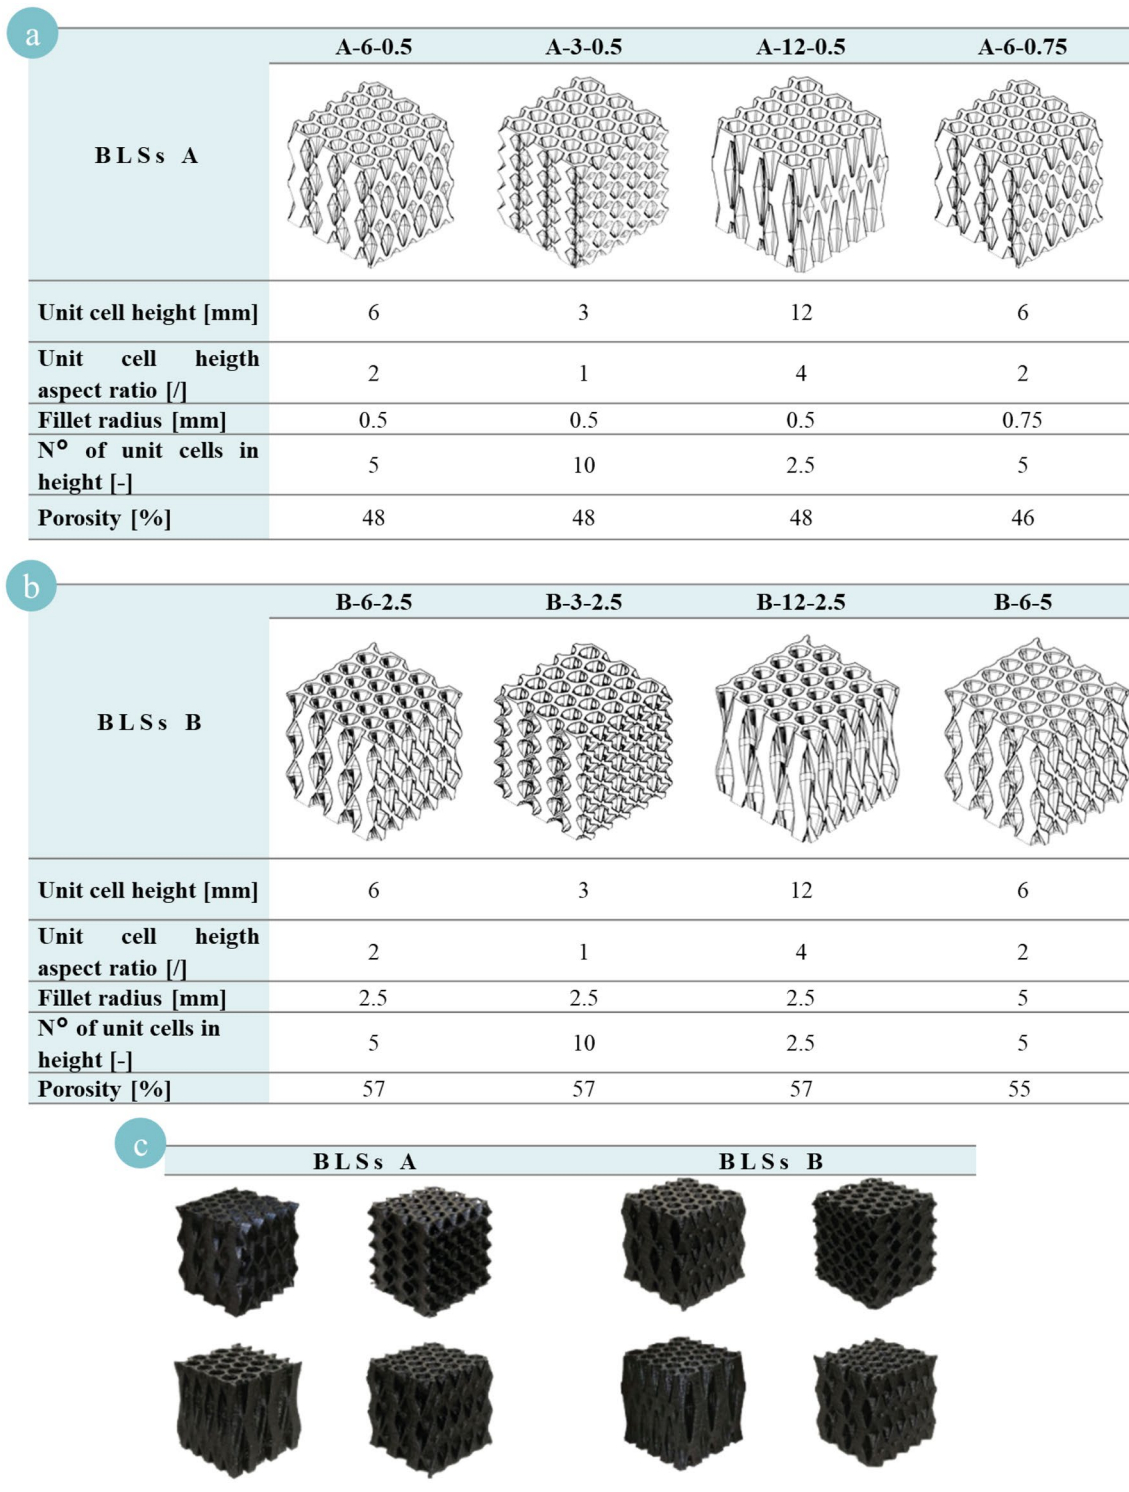 a
A-6-0.5 A-3-0.5 A-12-0.5 A-6-0.75
BLSs A
Unit cell height [mm] 6 3 12 6
Unit cell heigth
aspect ratio [/] 2 1 4 2
Fillet radius [mm] 0.5 0.5 0.5 0.75
N° of unit cells in
height [-] 5 10 2.5 5
Porosity [%] 48 48 48 46
b
B-6-2.5 B-3-2.5 B-12-2.5 B-6-5
BLSs B
Unit cell height [mm] 6 3 12 6
Unit cell heigth
aspect ratio [/] 2 1 4 2
Fillet radius [mm] 2.5 2.5 2.5 5
N° of unit cells in
height [-] 5 10 2.5 5
Porosity [%] 57 57 57 55
c
BLSs A BLSs B